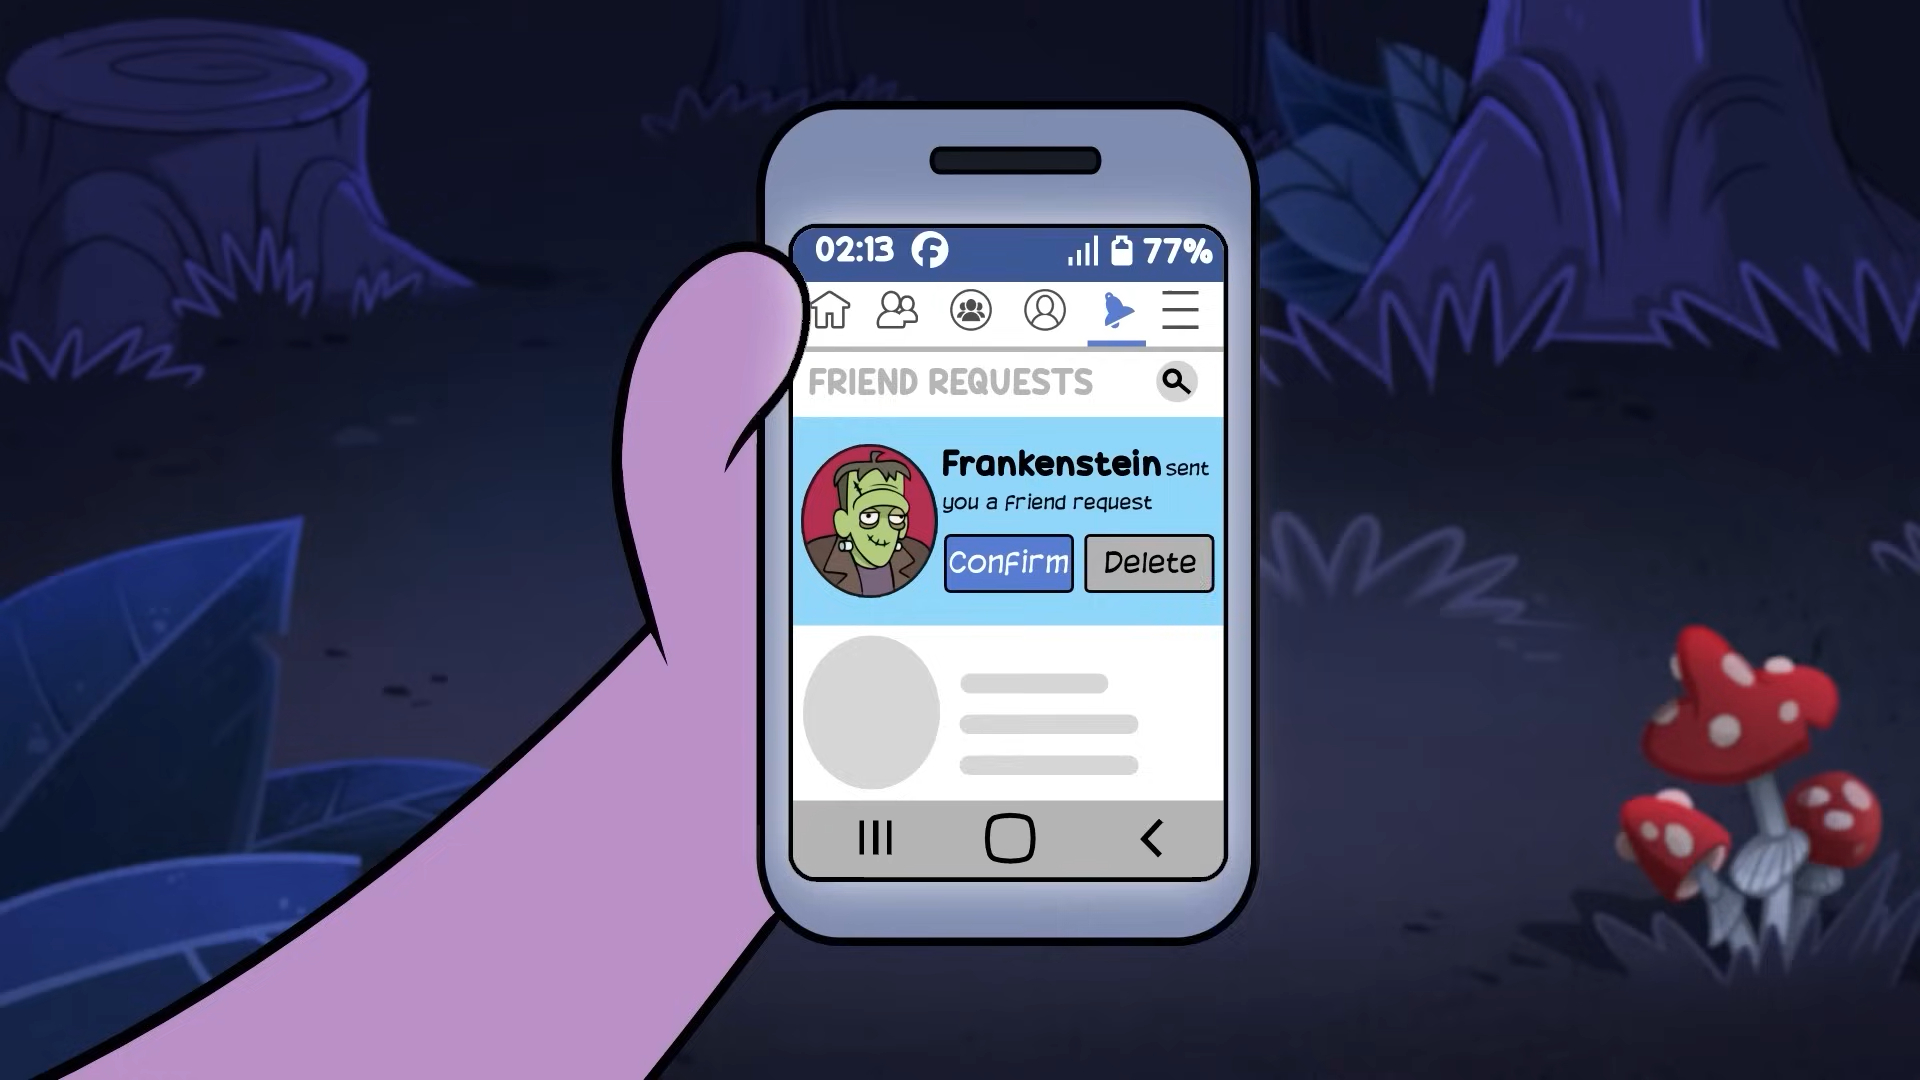 02:13 77%
FRIEND REQUESTS
Frankenstein sent
you a friend request
Confirm Delete